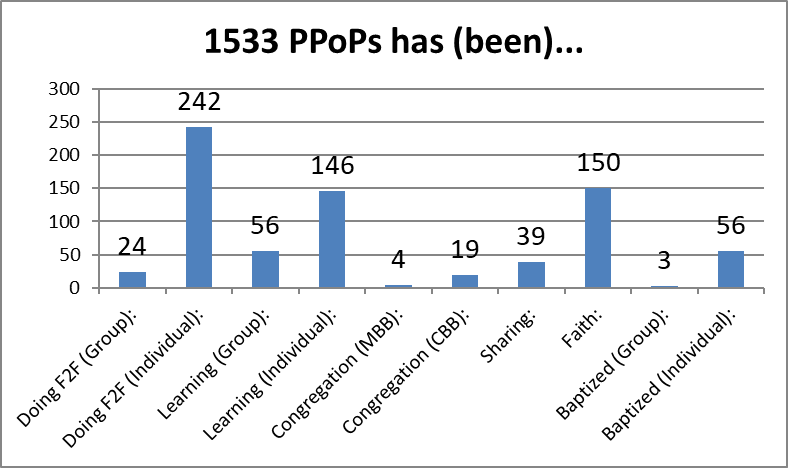 1533 PPoPs has (been)...
300
250
200
150
100
50
0
24
242
56
146
4
19
39
150
3
56
Doing F2F (Group):
Doing F2F (Individual):
Learning (Group):
Learning (Individual):
Congregation (MBB):
Congregation (CBB):
Sharing:
Faith:
Baptized (Group):
Baptized (Individual):